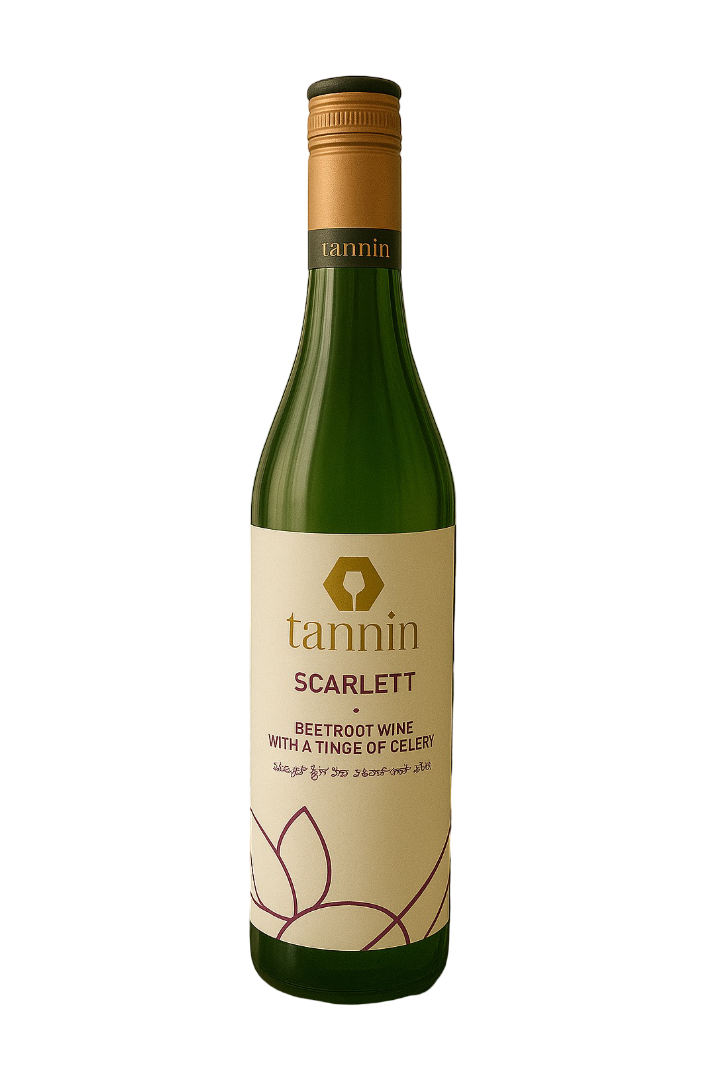 tannin
tannin
SCARLETT
BEETROOT WINE
WITH A TINGE OF CELERY